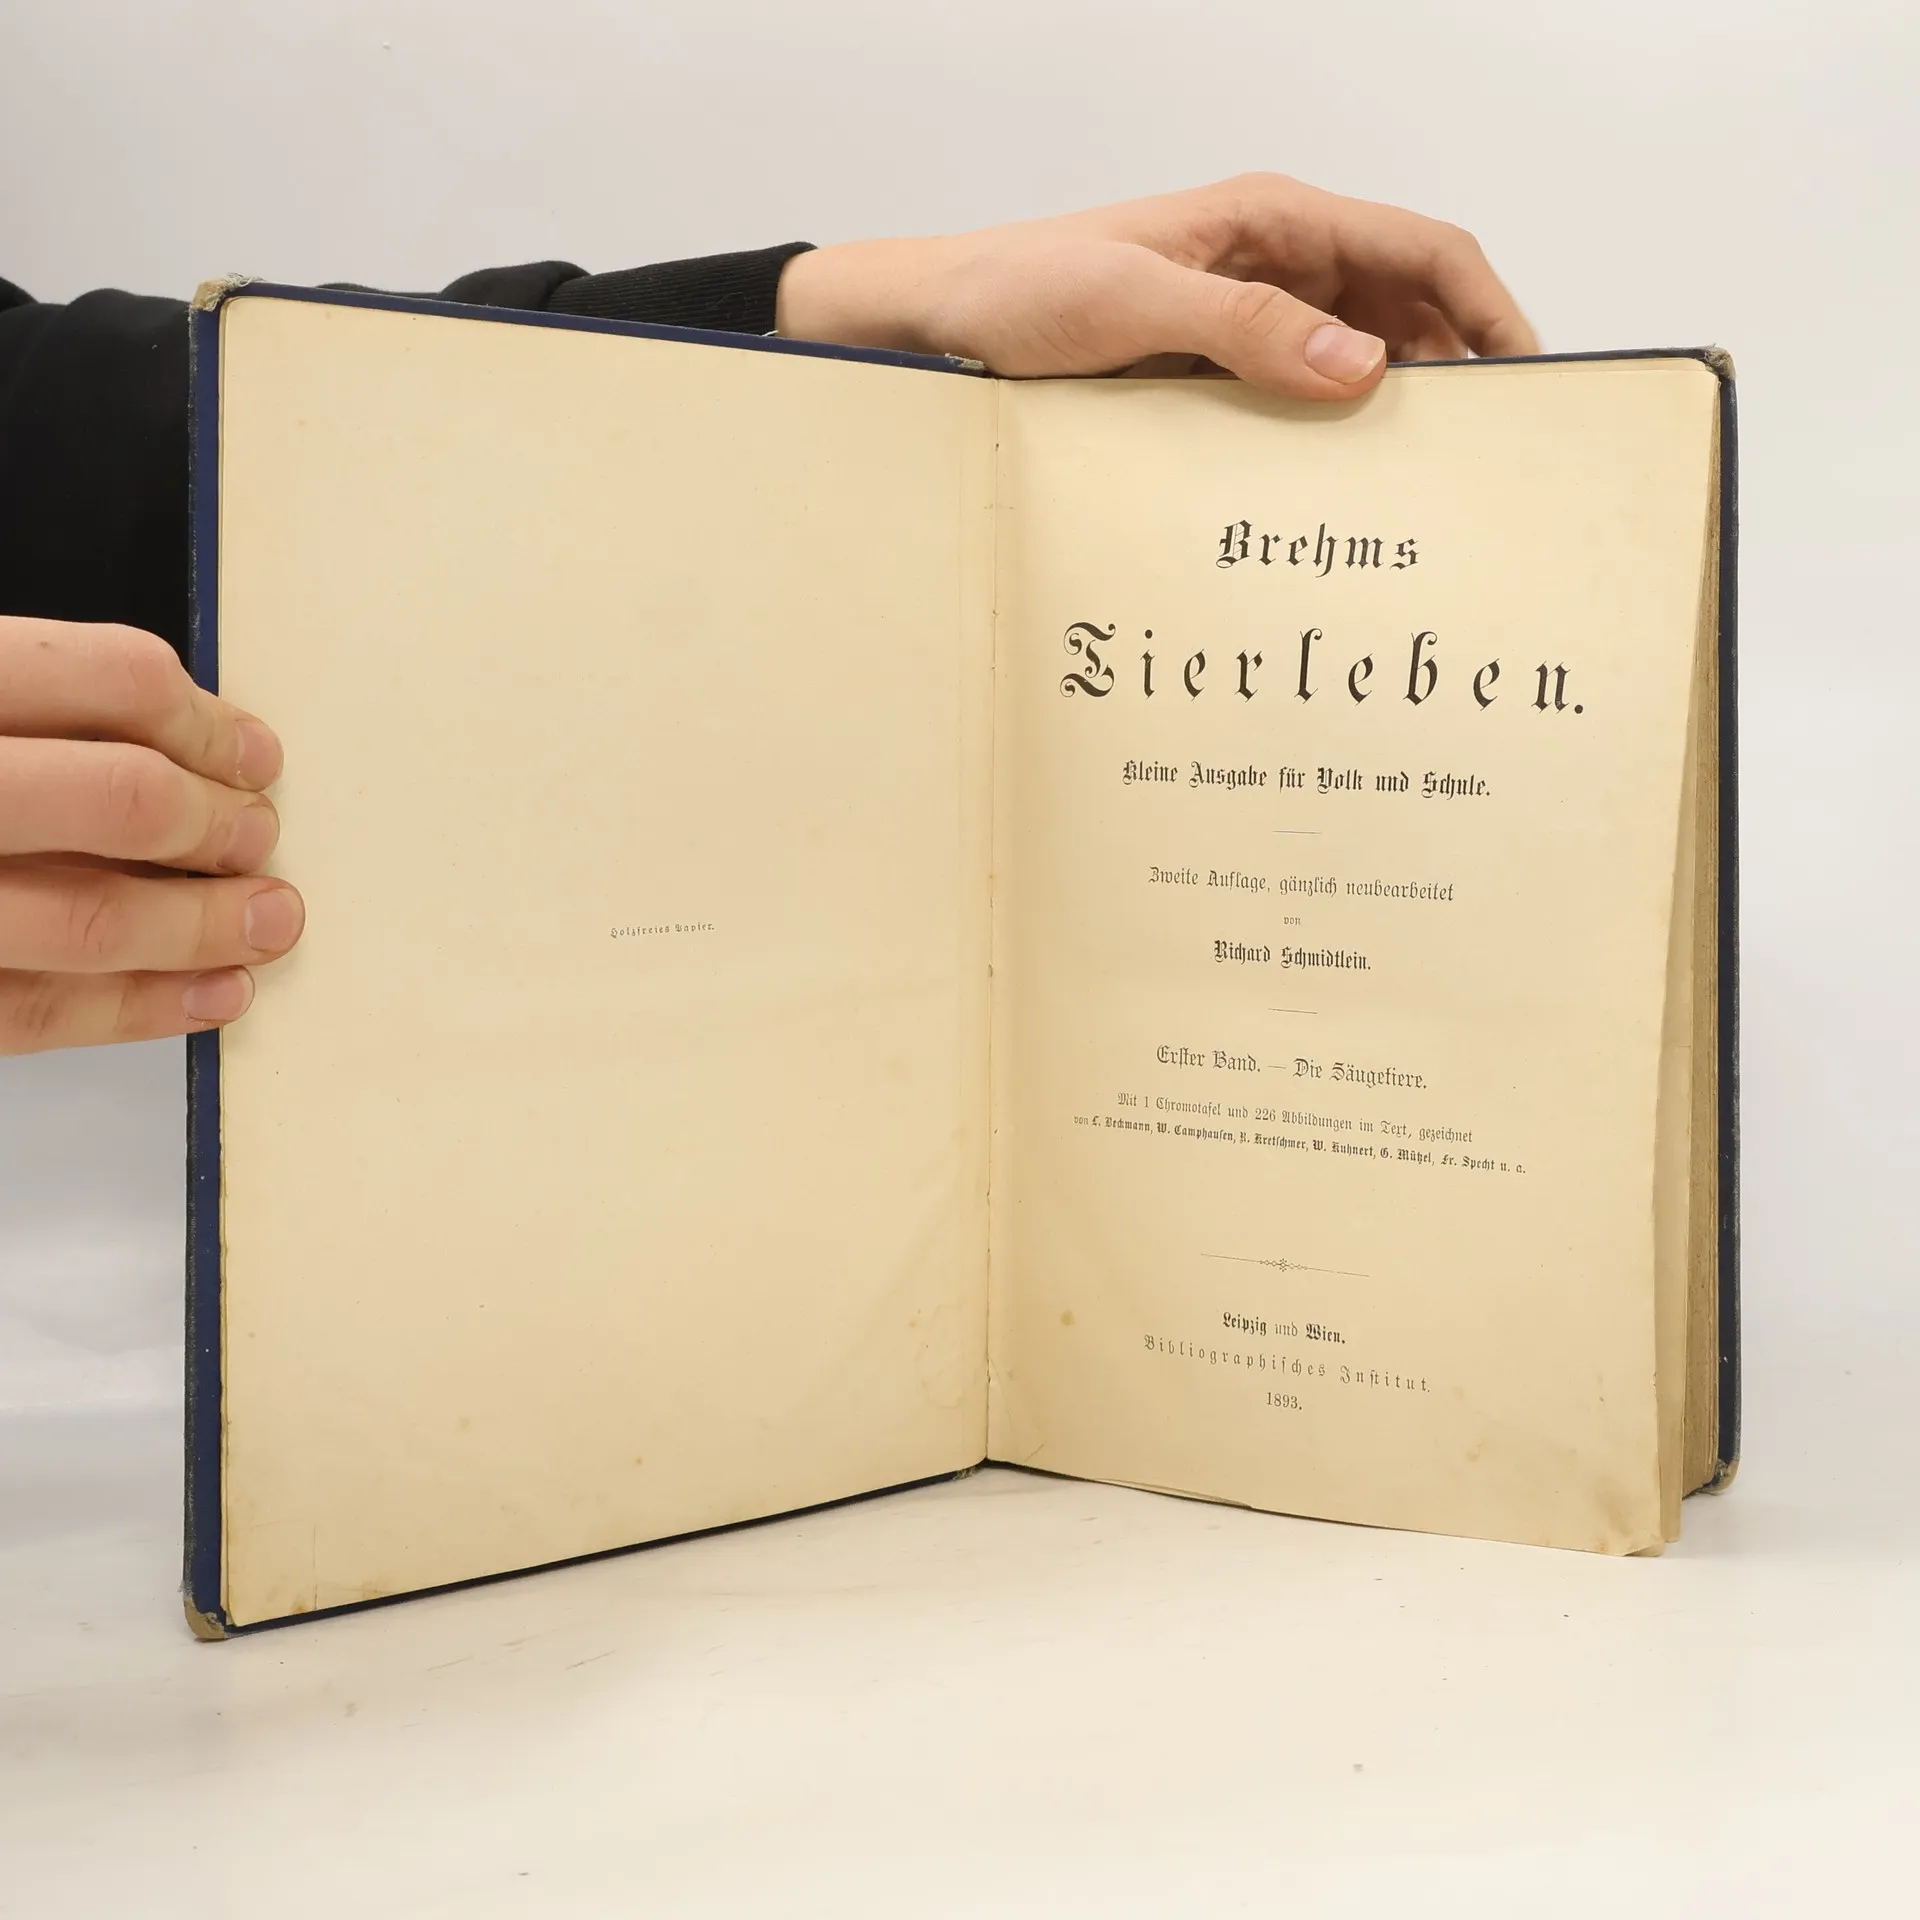 Holzfreies Papier.
Brehms
Tierleben.
Kleine Ausgabe für Volk und Schule.
Zweite Auflage, gänzlich neubearbeitet
von
Richard Schmidtlein.
Erster Band. — Die Säugetiere.
Mit 1 Chromotafel und 226 Abbildungen im Text, gezeichnet
von L. Beckmann, W. Camphausen, R. Kretschmer, W. Kuhnert, G. Mützel, Fr. Specht u. a.
Leipzig und Wien.
Bibliographisches Institut.
1893.